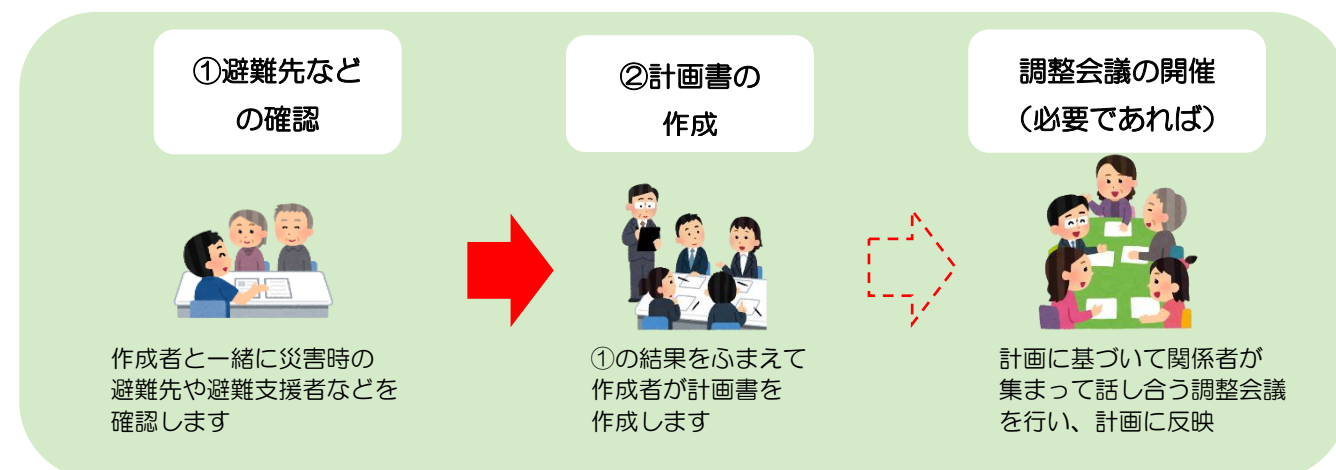 ①避難先など
の確認
作成者と一緒に災害時の
避難先や避難支援者などを
確認します
②計画書の
作成
①の結果をふまえて
作成者が計画書を
作成します
調整会議の開催
(必要であれば)
計画に基づいて関係者が
集まって話し合う調整会議
を行い、計画に反映